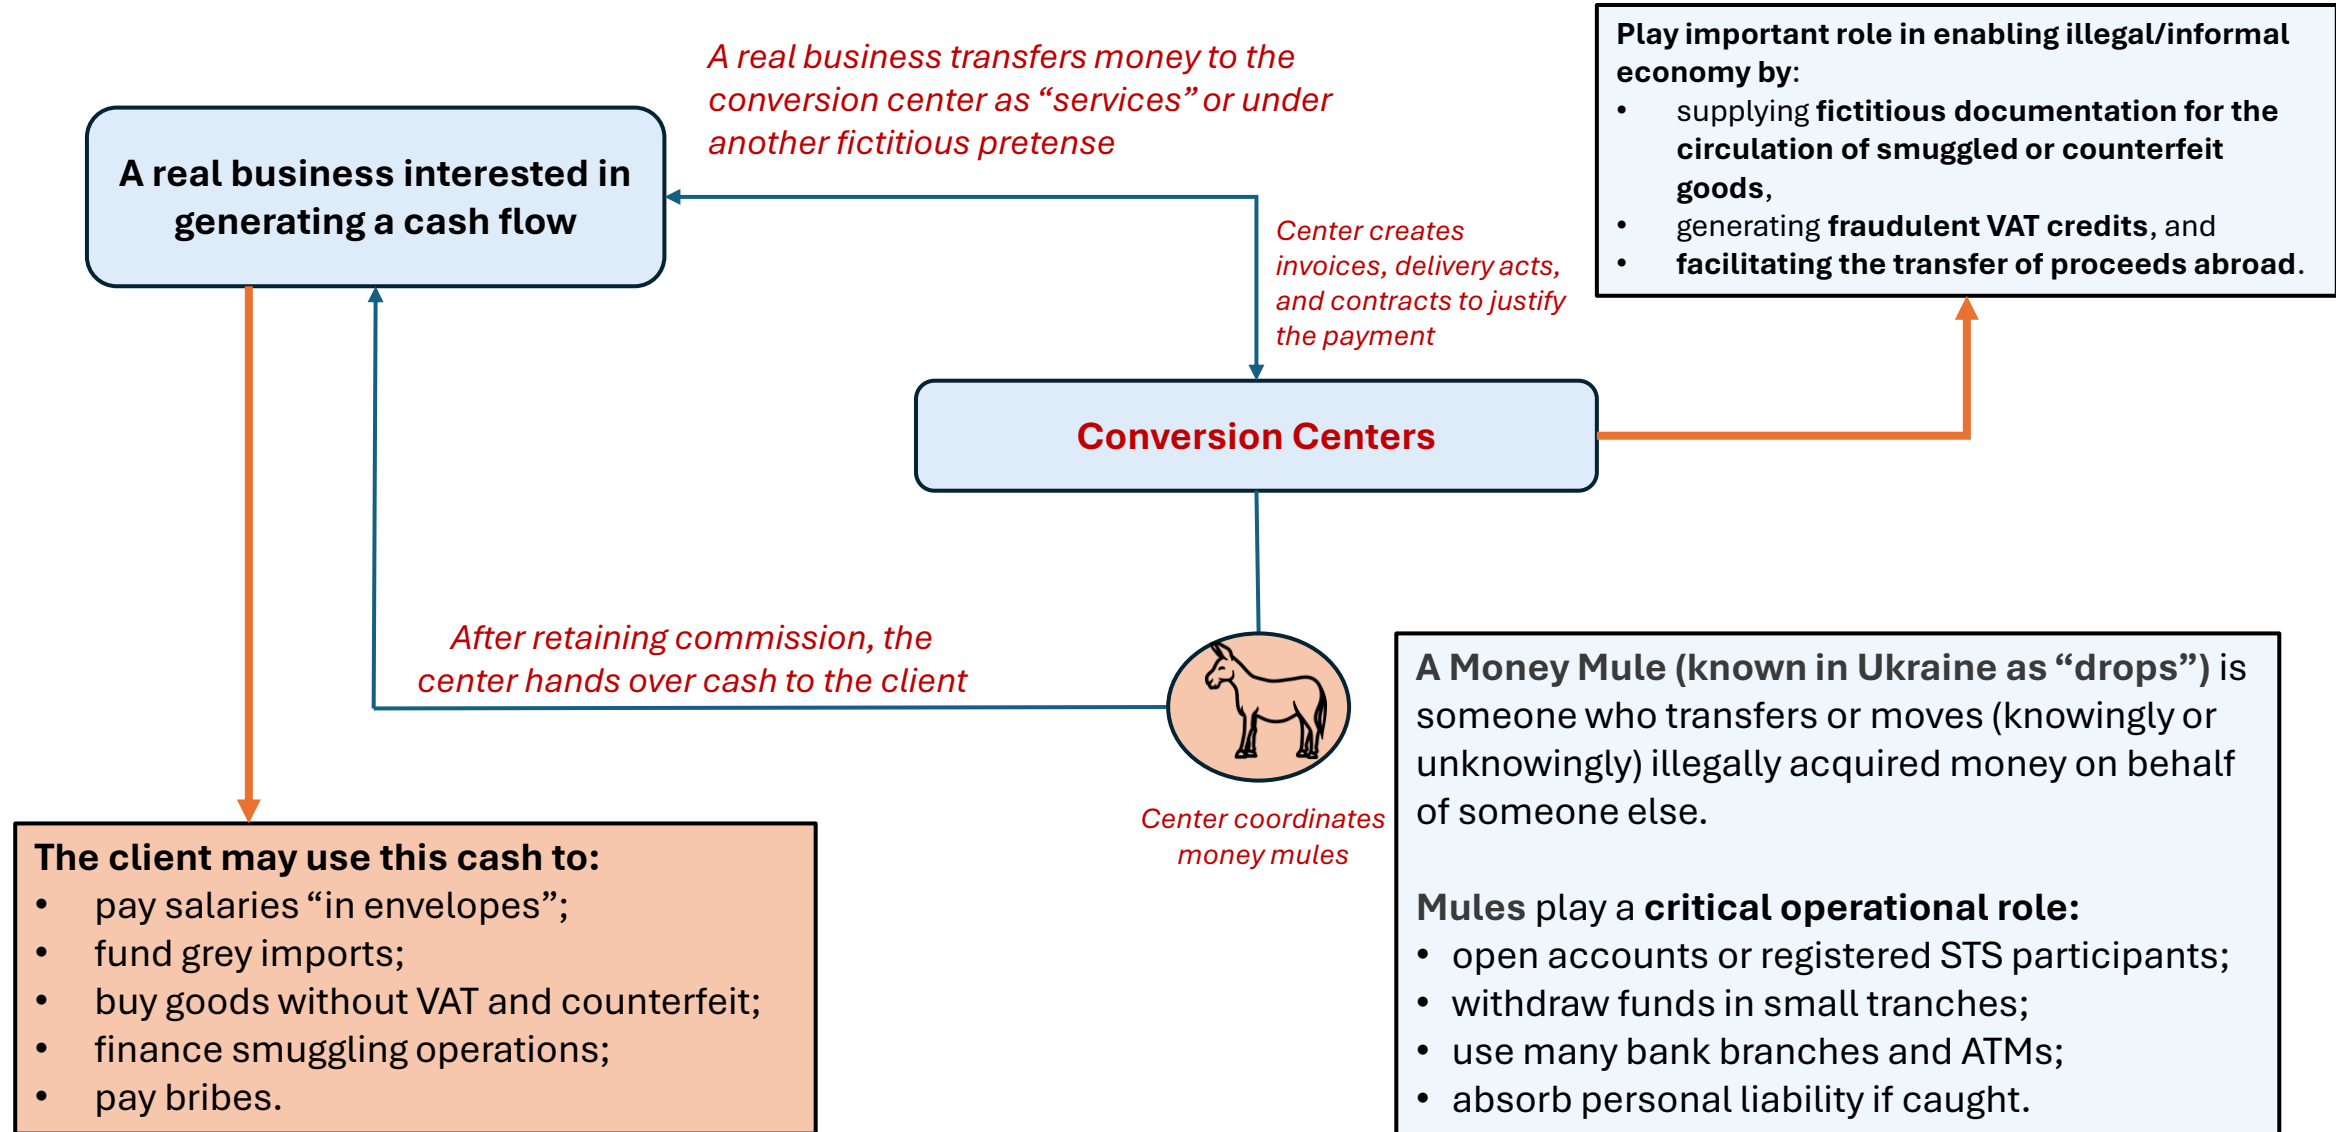 A real business transfers money to the
conversion center as “services” or under
another fictitious pretense
Play important role in enabling illegal/informal
economy by:
• supplying fictitious documentation for the
circulation of smuggled or counterfeit
goods,
• generating fraudulent VAT credits, and
• facilitating the transfer of proceeds abroad.
A real business interested in
generating a cash flow
Center creates
invoices, delivery acts,
and contracts to justify
the payment
Conversion Centers
After retaining commission, the
center hands over cash to the client
Center coordinates
money mules
A Money Mule (known in Ukraine as “drops”) is
someone who transfers or moves (knowingly or
unknowingly) illegally acquired money on behalf
of someone else.
Mules play a critical operational role:
• open accounts or registered STS participants;
• withdraw funds in small tranches;
• use many bank branches and ATMs;
• absorb personal liability if caught.
The client may use this cash to:
• pay salaries “in envelopes”;
• fund grey imports;
• buy goods without VAT and counterfeit;
• finance smuggling operations;
• pay bribes.